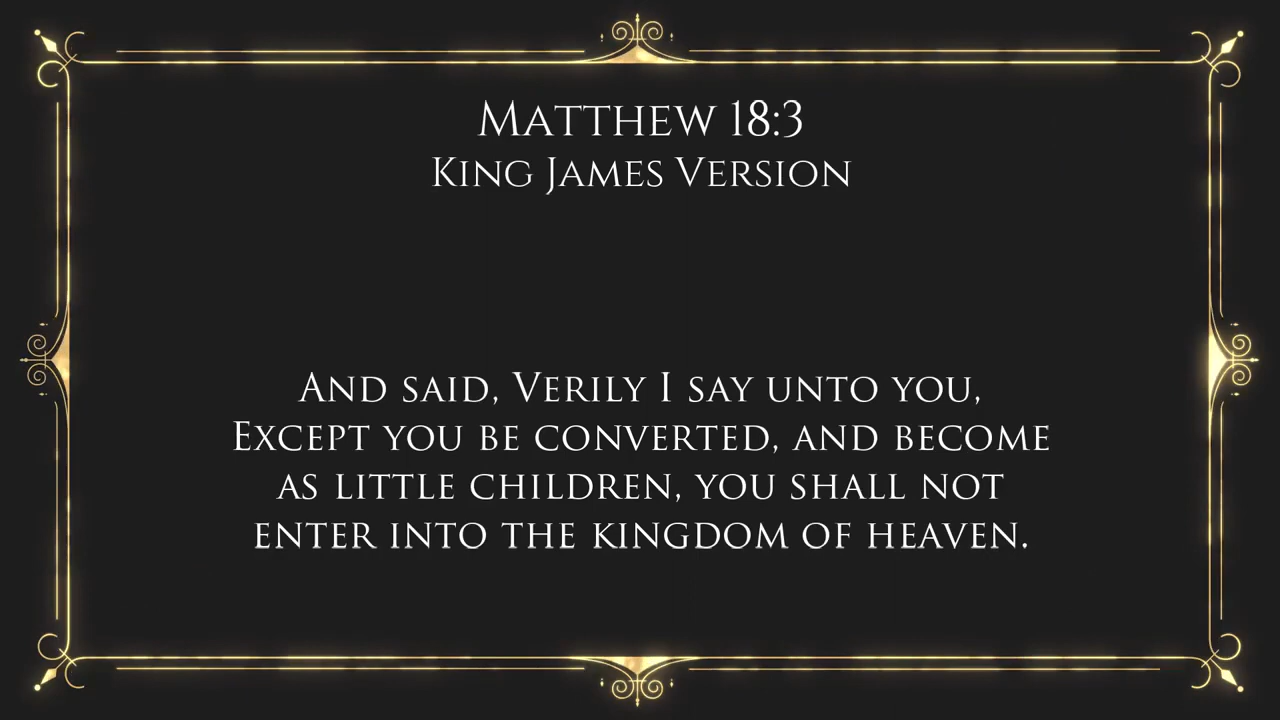 Matthew 18:3
King James Version
And said, Verily I say unto you,
Except you be converted, and become
as little children, you shall not
enter into the kingdom of heaven.